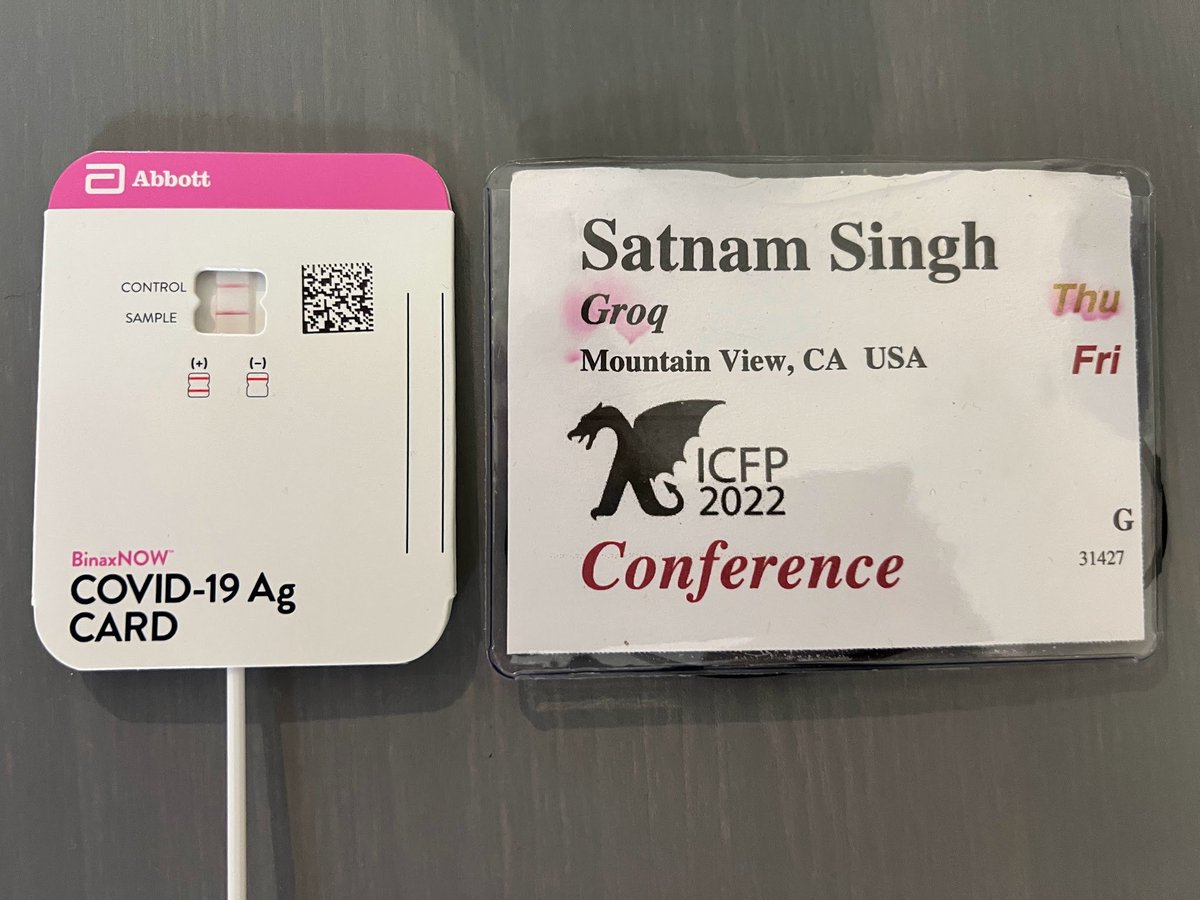 Abbott
CONTROL
SAMPLE
(+) (-)
BinaxNOW™
COVID-19 Ag
CARD
Satnam Singh
Groq
Thu
Mountain View, CA USA
Fri
ICFP
2022
G
Conference
31427